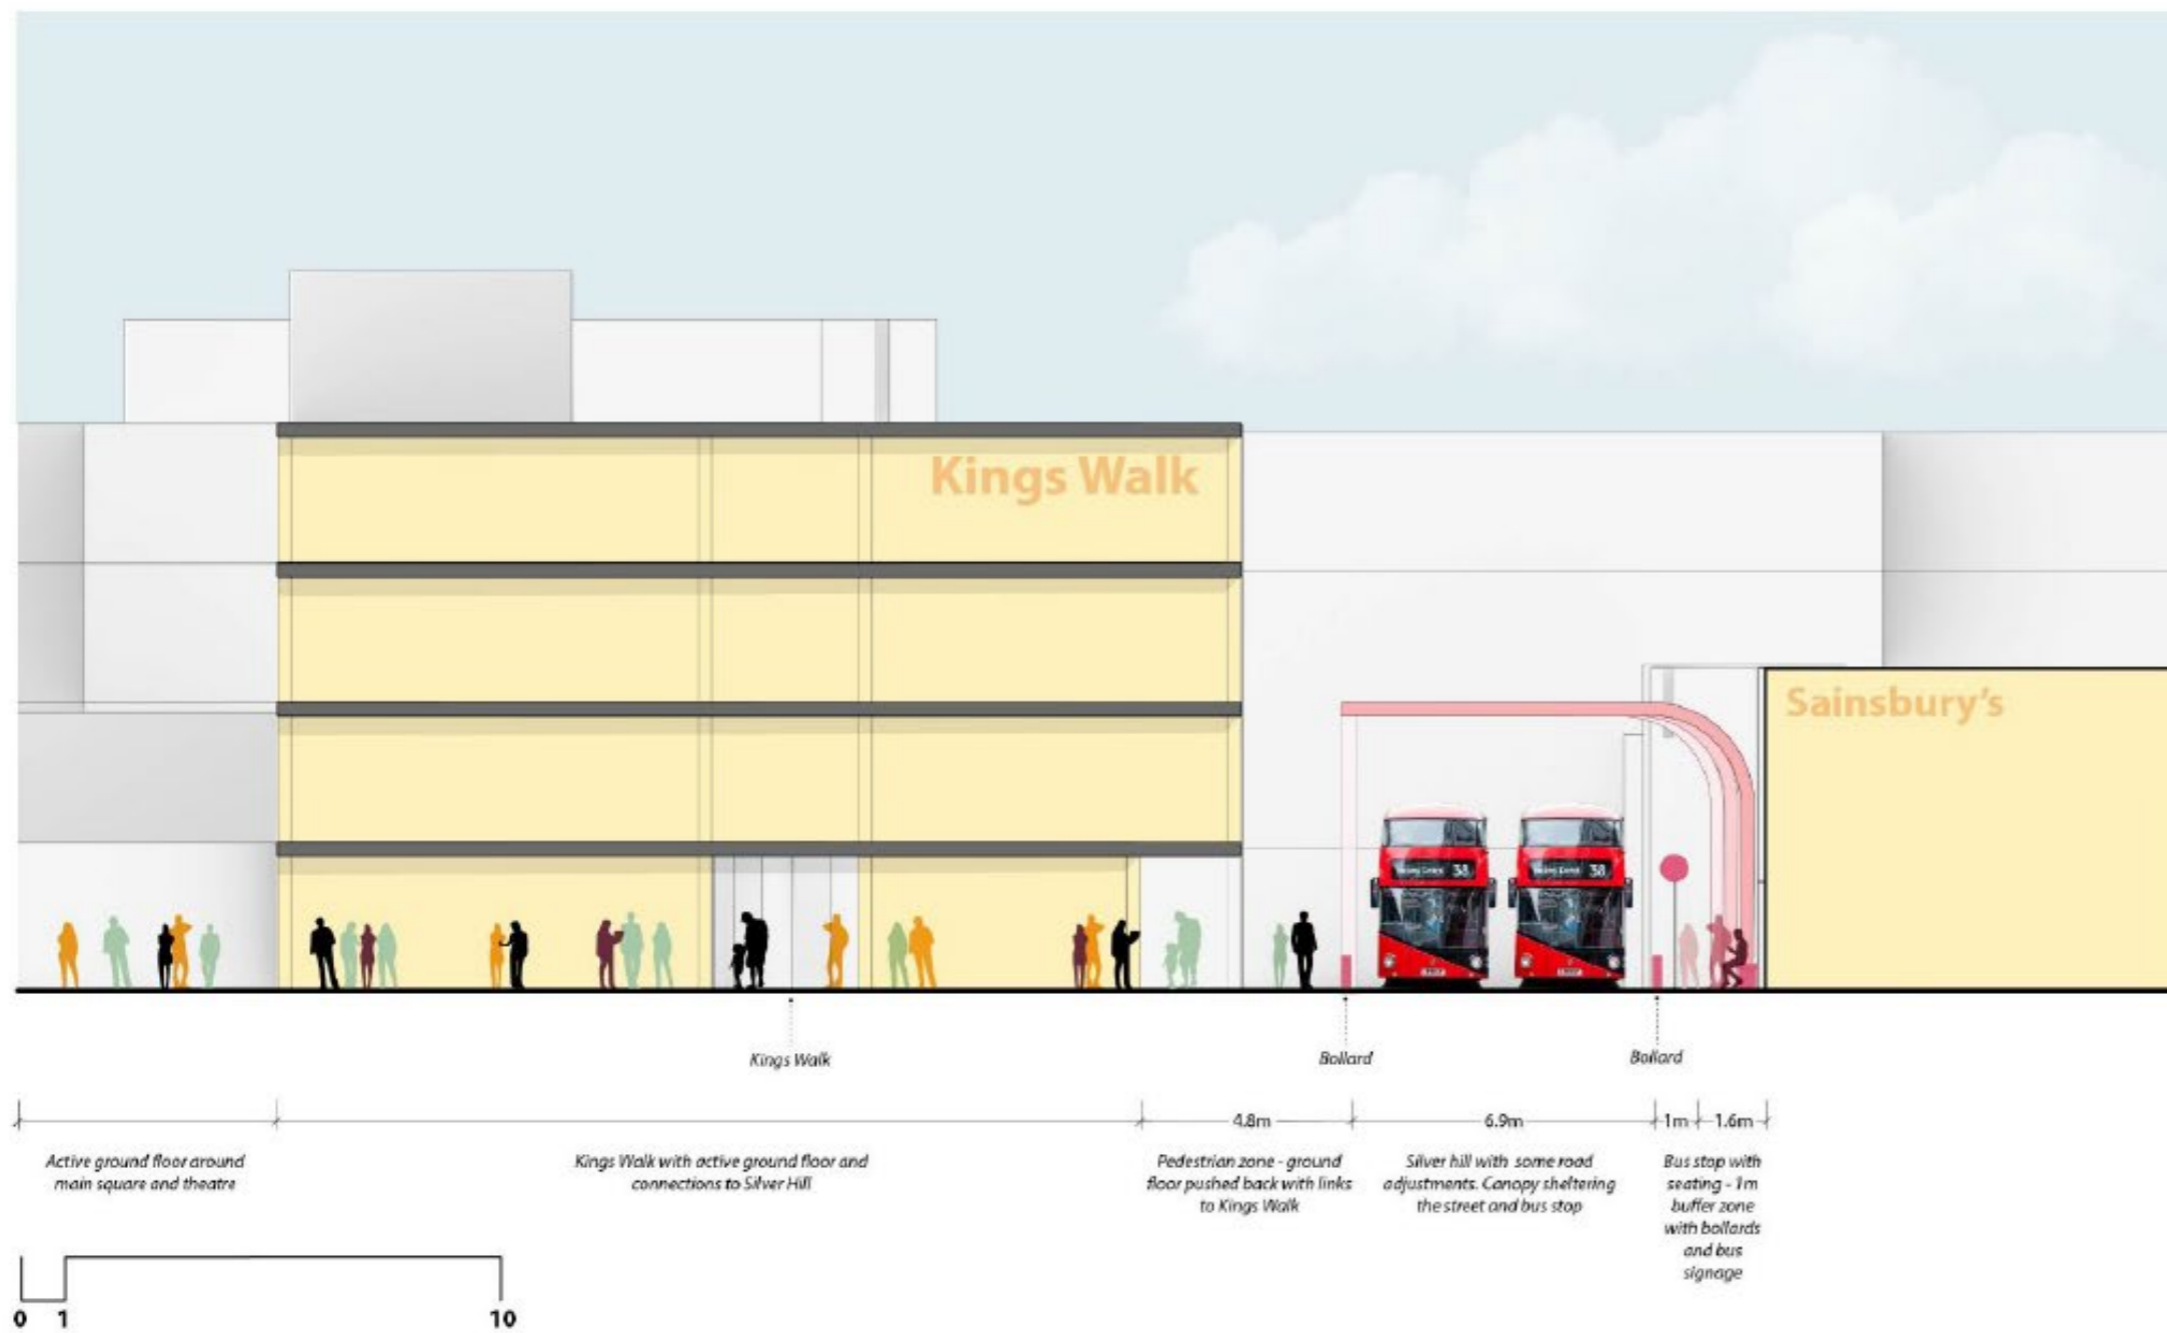 Kings Walk
Sainsbury's
38
38
Kings Walk
Bollard
Bollard
4.8m
6.9m
1m
1.6m
Active ground floor around
main square and theatre
Kings Walk with active ground floor and
connections to Silver Hill
Pedestrian zone - ground
floor pushed back with links
to Kings Walk
Silver hill with some road
adjustments. Canopy sheltering
the street and bus stop
Bus stop with
seating - 1m
buffer zone
with bollards
and bus
signage
0 1 10